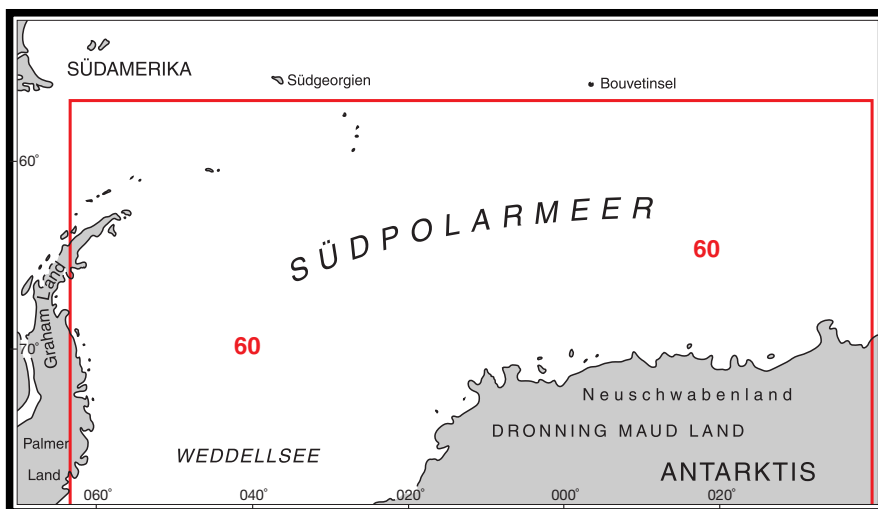 SÜDAMERIKA
Südgeorgien
Bouvetinsel
60°
SÜDPOLARMEER
60
Graham Land
60
70°
Neuschwabenland
DRONNING MAUD LAND
Palmer
Land
WEDDELLSEE
ANTARKTIS
060°
040°
020°
000°
020°